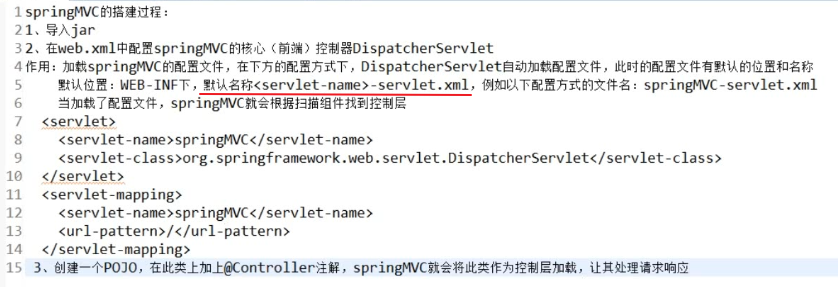 1 springMVC的搭建过程：
2 1、导入jar
3 2、在web.xml中配置springMVC的核心（前端）控制器DispatcherServlet
4 作用：加载springMVC的配置文件，在下方的配置方式下，DispatcherServlet自动加载配置文件，此时的配置文件有默认的位置和名称
5 默认位置：WEB-INF下，默认名称<servlet-name>-servlet.xml，例如以下配置方式的文件名：springMVC-servlet.xml
6 当加载了配置文件，springMVC就会根据扫描组件找到控制层
7 <servlet>
8 <servlet-name>springMVC</servlet-name>
9 <servlet-class>org.springframework.web.servlet.DispatcherServlet</servlet-class>
10 </servlet>
11 <servlet-mapping>
12 <servlet-name>springMVC</servlet-name>
13 <url-pattern>/</url-pattern>
14 </servlet-mapping>
15 3、创建一个POJO，在此类上加上@Controller注解，springMVC就会将此类作为控制层加载，让其处理请求响应